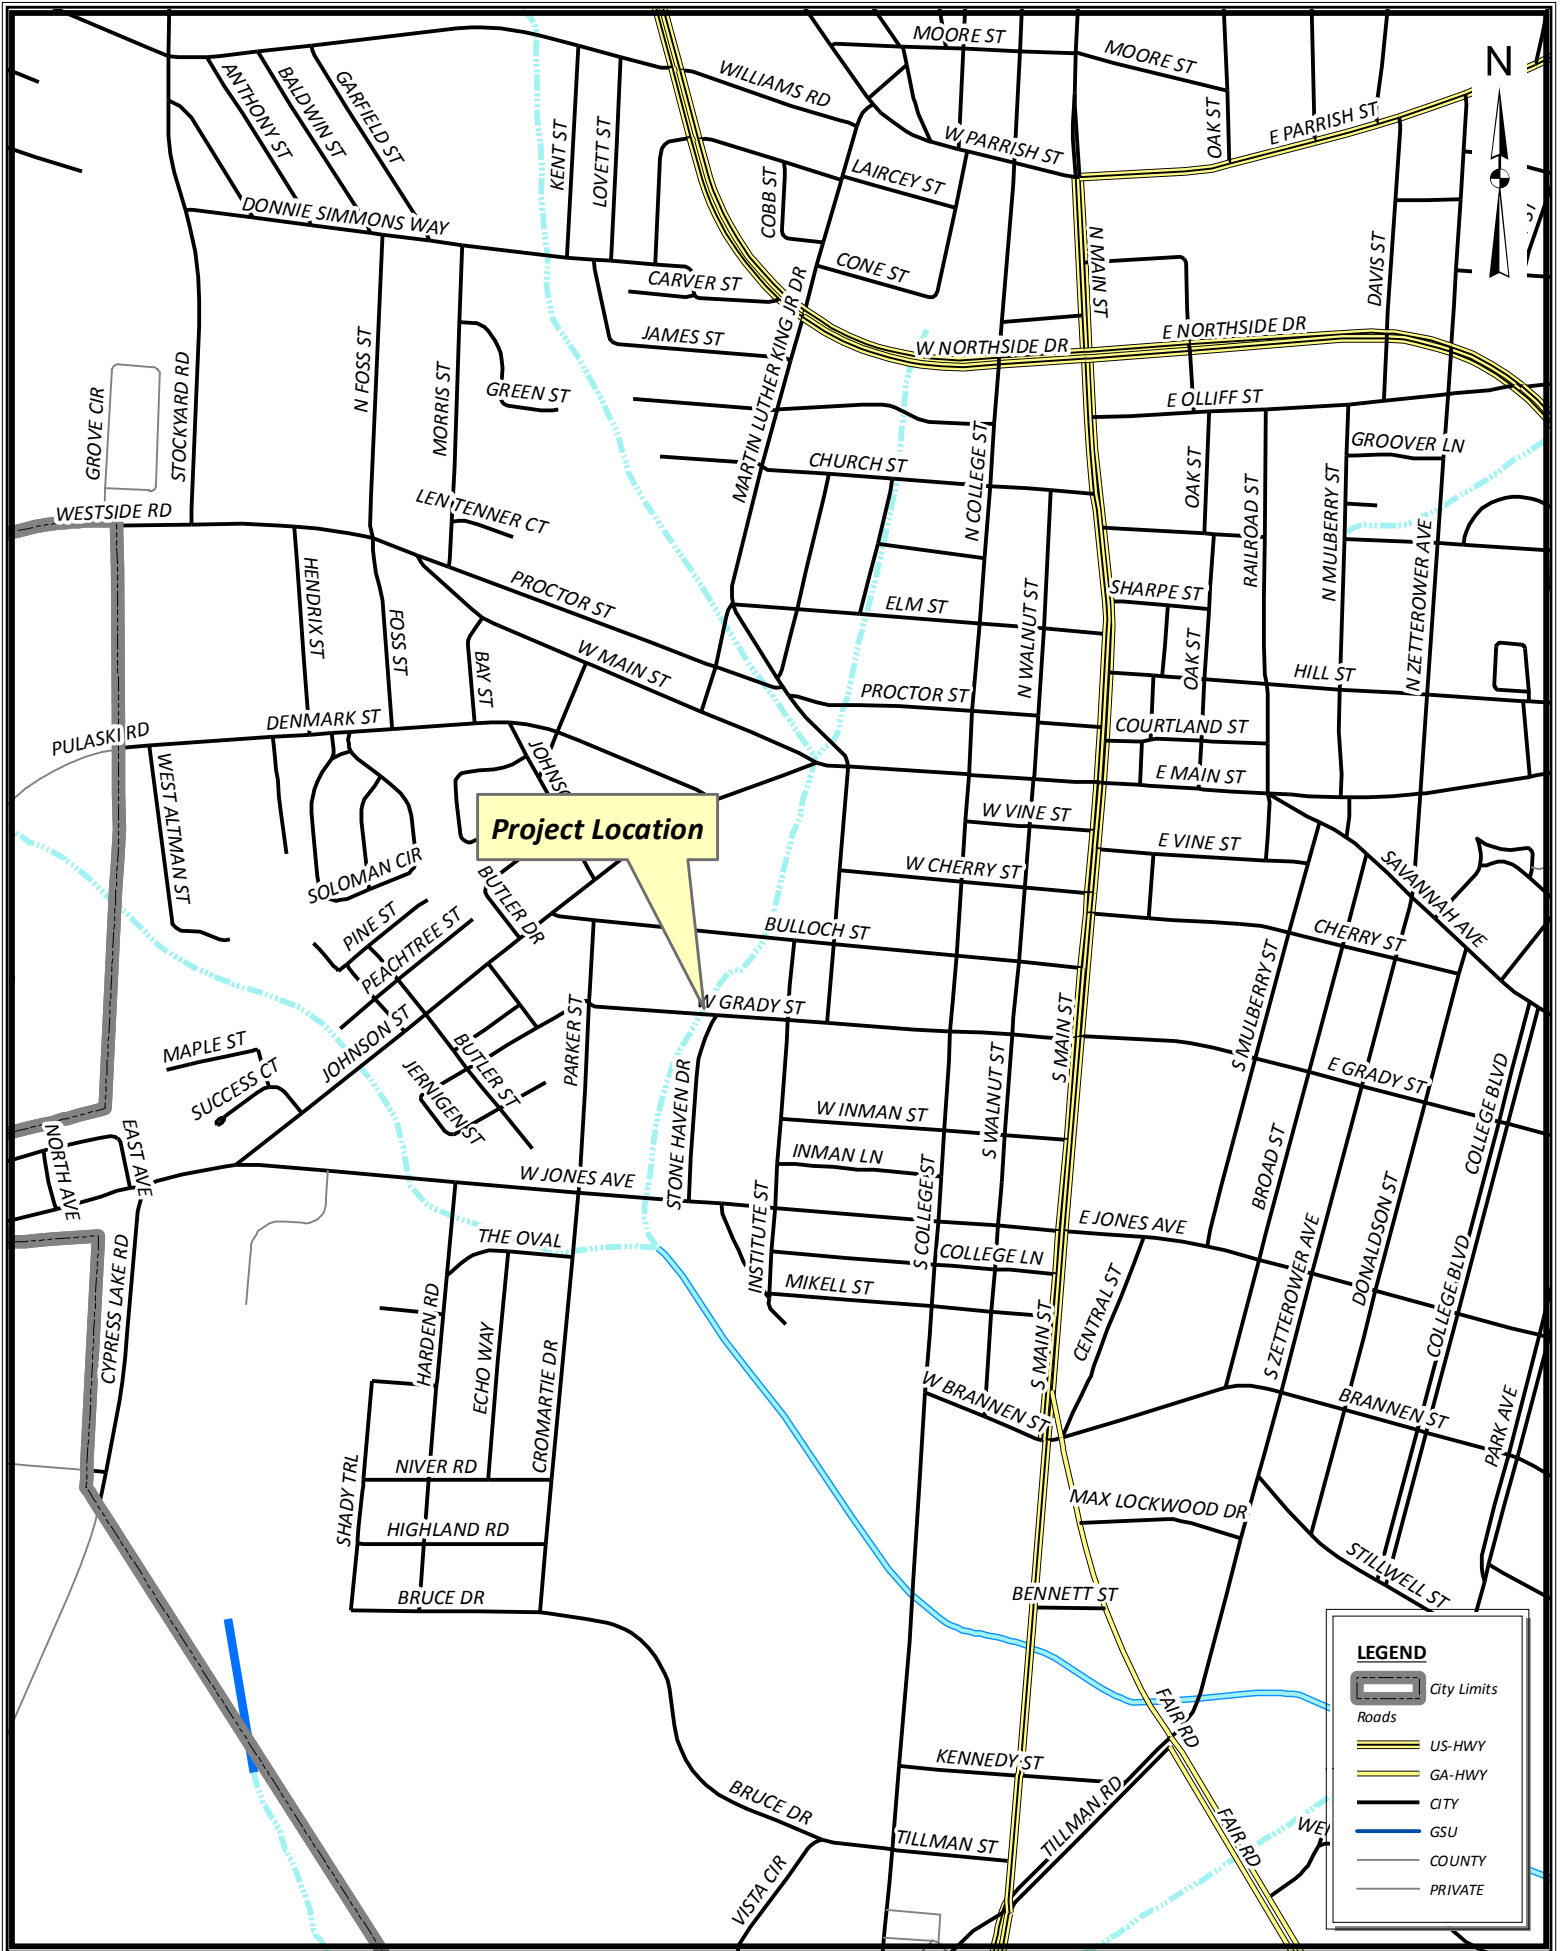 MOORE ST
MOORE ST
N
WILLIAMS RD
ANTHONY ST
BALDWIN ST
GARFIELD ST
KENT ST
LOVETT ST
W PARRISH ST
OAK ST
E PARRISH ST
LAIRCEY ST
COBB ST
DONNIE SIMMONS WAY
CARVER ST
CONE ST
N MAIN ST
DAVIS ST
ST
JAMES ST
W NORTHSIDE DR
E NORTHSIDE DR
GROVE CIR
STOCKYARD RD
N FOSS ST
MORRIS ST
GREEN ST
MARTIN LUTHER KING JR DR
E OLLIFF ST
CHURCH ST
N COLLEGE ST
OAK ST
RAILROAD ST
N MULBERRY ST
GROOVER LN
N ZETTEROWER AVE
WESTSIDE RD
LEN TENNER CT
HENDRIX ST
FOSS ST
PROCTOR ST
ELM ST
N WALNUT ST
SHARPE ST
OAK ST
BAY ST
W MAIN ST
PROCTOR ST
HILL ST
PULASKI RD
DENMARK ST
COURTLAND ST
WEST ALTMAN ST
JOHNSO
E MAIN ST
Project Location
W VINE ST
E VINE ST
SOLOMAN CIR
BUTLER DR
W CHERRY ST
SAVANNAH AVE
PINE ST
PEACHTREE ST
BULLOCH ST
CHERRY ST
W GRADY ST
PARKER ST
S MAIN ST
S MULBERRY ST
MAPLE ST
JOHNSON ST
BUTLER ST
SUCCESS CT
JERNIGEN ST
STONE HAVEN DR
S WALNUT ST
E GRADY ST
COLLEGE BLVD
NORTH AVE
EAST AVE
W INMAN ST
INMAN LN
W JONES AVE
INSTITUTE ST
S COLLEGE ST
BROAD ST
DONALDSON ST
E JONES AVE
THE OVAL
COLLEGE LN
MIKELL ST
CYPRESS LAKE RD
HARDEN RD
ECHO WAY
CROMARTIE DR
S MAIN ST
CENTRAL ST
S ZETTEROWER AVE
COLLEGE BLVD
W BRANNEN ST
BRANNEN ST
PARK AVE
SHADY TRL
NIVER RD
MAX LOCKWOOD DR
HIGHLAND RD
STILLWELL ST
BRUCE DR
BENNETT ST
FAIR RD
KENNEDY ST
BRUCE DR
TILLMAN RD
TILLMAN ST
FAIR RD
VISTA CIR
LEGEND
City Limits
Roads
US-HWY
GA-HWY
CITY
GSU
COUNTY
PRIVATE